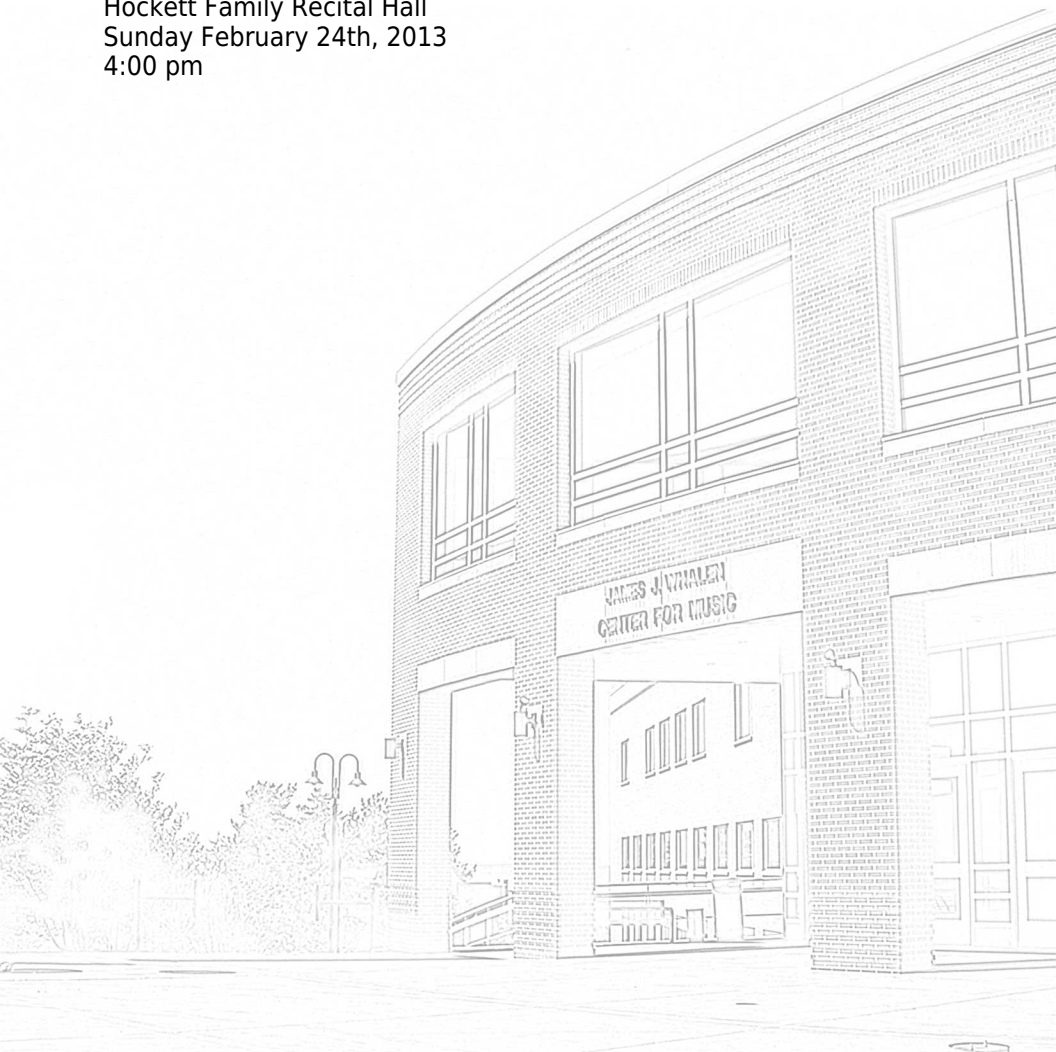 Hockett Family Recital Hall
Sunday February 24th, 2013
4:00 pm
JAMES J. WHALEN
CENTER FOR MUSIC